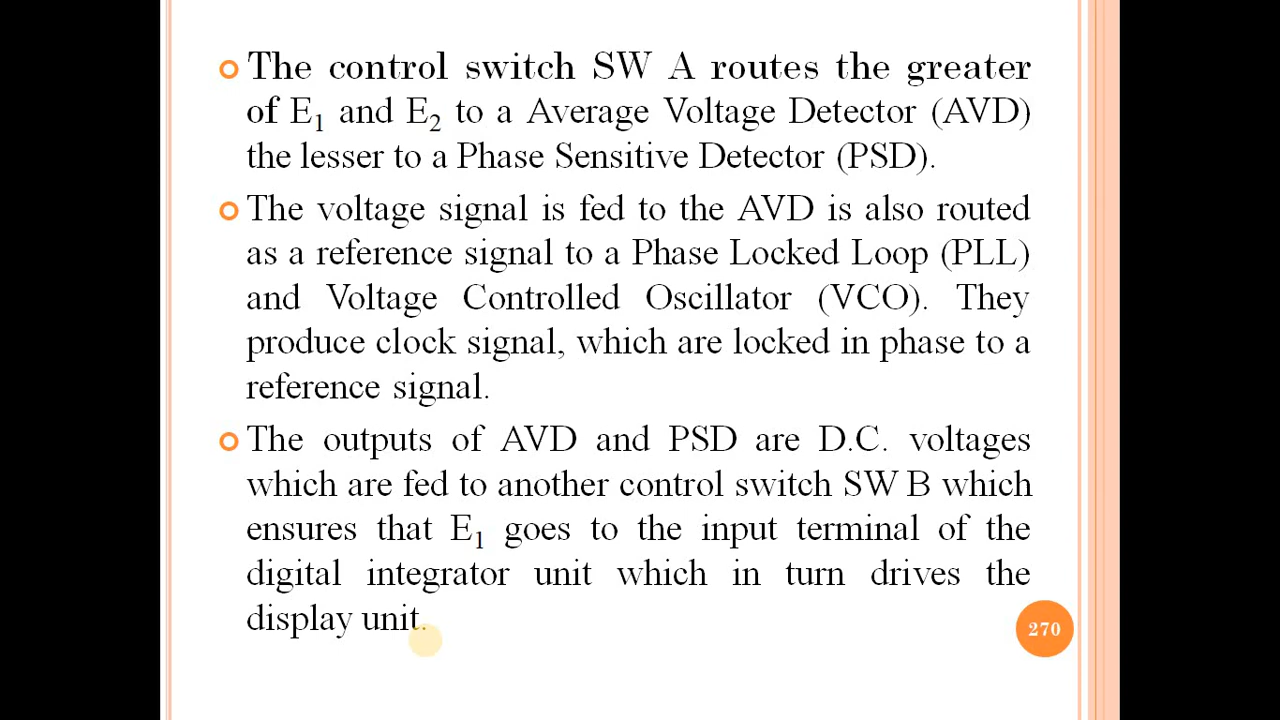 The control switch SW A routes the greater
of E₁ and E₂ to a Average Voltage Detector (AVD)
the lesser to a Phase Sensitive Detector (PSD).
The voltage signal is fed to the AVD is also routed
as a reference signal to a Phase Locked Loop (PLL)
and Voltage Controlled Oscillator (VCO). They
produce clock signal, which are locked in phase to a
reference signal.
The outputs of AVD and PSD are D.C. voltages
which are fed to another control switch SW B which
ensures that E₁ goes to the input terminal of the
digital integrator unit which in turn drives the
display unit.
270